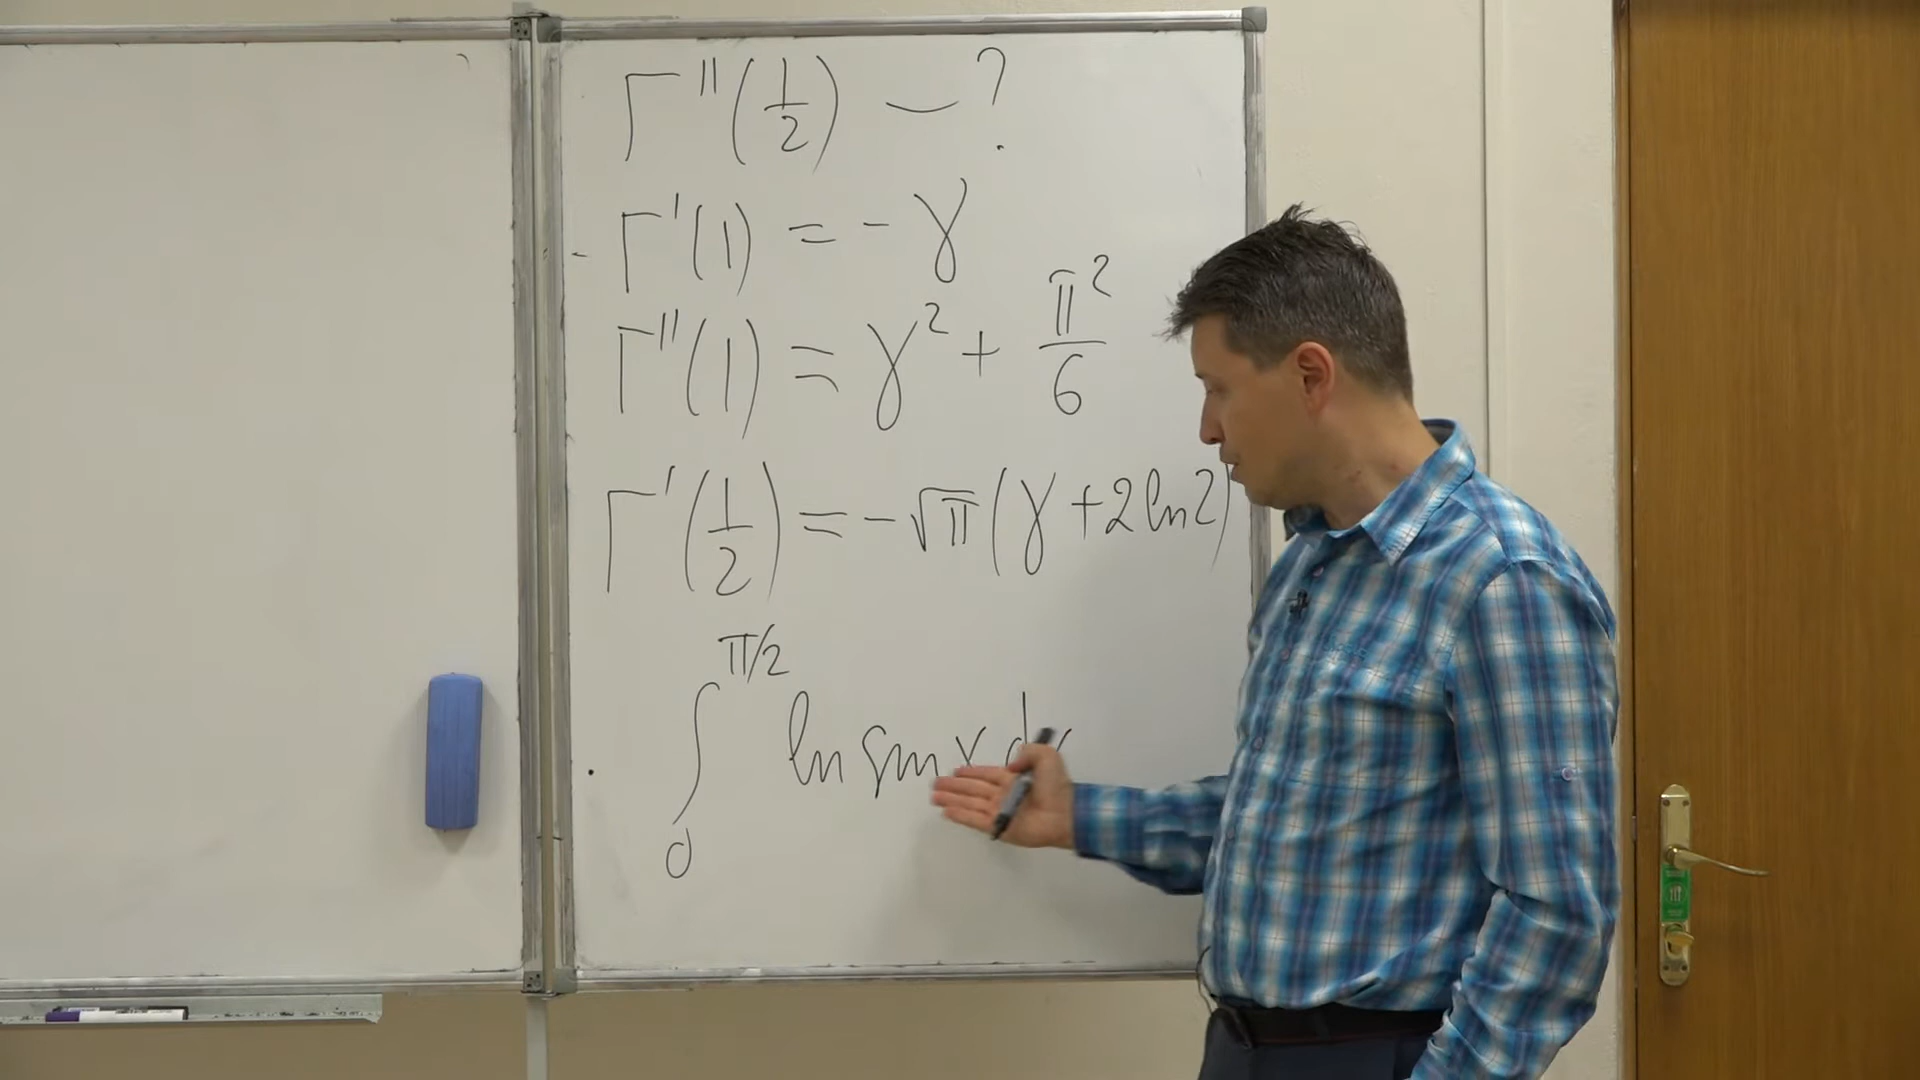 Γ''(1/2) – ?
Γ'(1) = - γ
Γ''(1) = γ² + π²/6
Γ'(1/2) = - √π (γ + 2 ln 2)
∫₀^{π/2} ln sin x dx